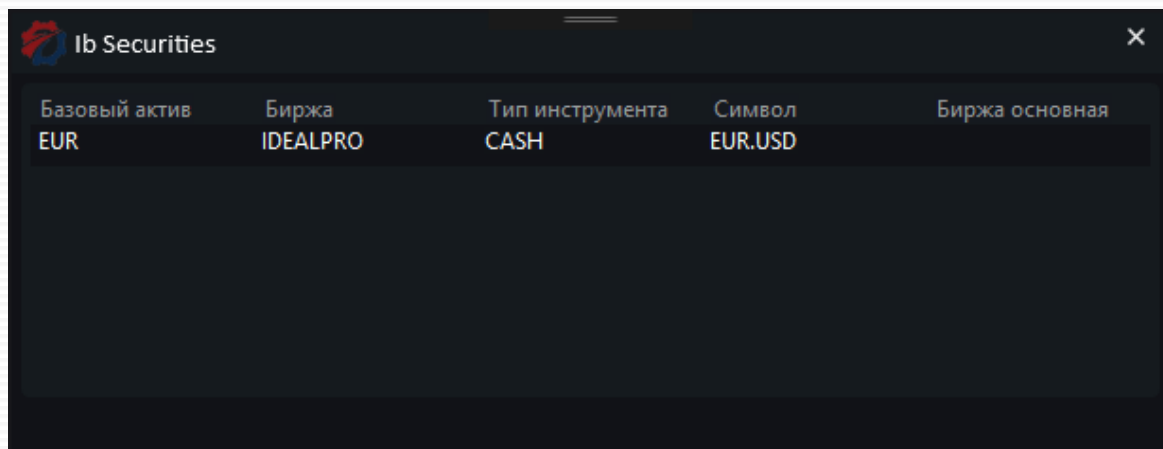 Ib Securities
Базовый актив Биржа Тип инструмента Символ Биржа основная
EUR IDEALPRO CASH EUR.USD